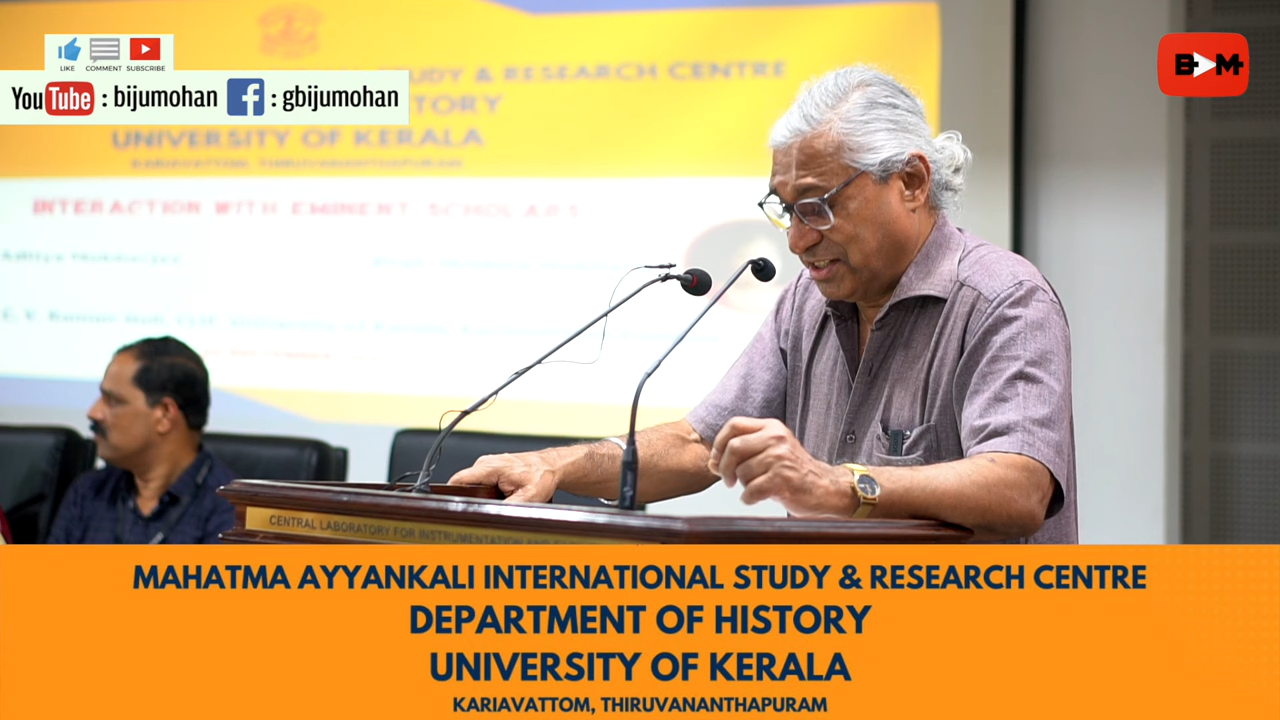 LIKE COMMENT SUBSCRIBE
YouTube : bijumohan f : gbijumohan
B M
STUDY & RESEARCH CENTRE
HISTORY
UNIVERSITY OF KERALA
KARIAVATTOM, THIRUVANANTHAPURAM
INTERACTION WITH EMINENT SCHOLARS
CENTRAL LABORATORY FOR INSTRUMENTATION AND
MAHATMA AYYANKALI INTERNATIONAL STUDY & RESEARCH CENTRE
DEPARTMENT OF HISTORY
UNIVERSITY OF KERALA
KARIAVATTOM, THIRUVANANTHAPURAM